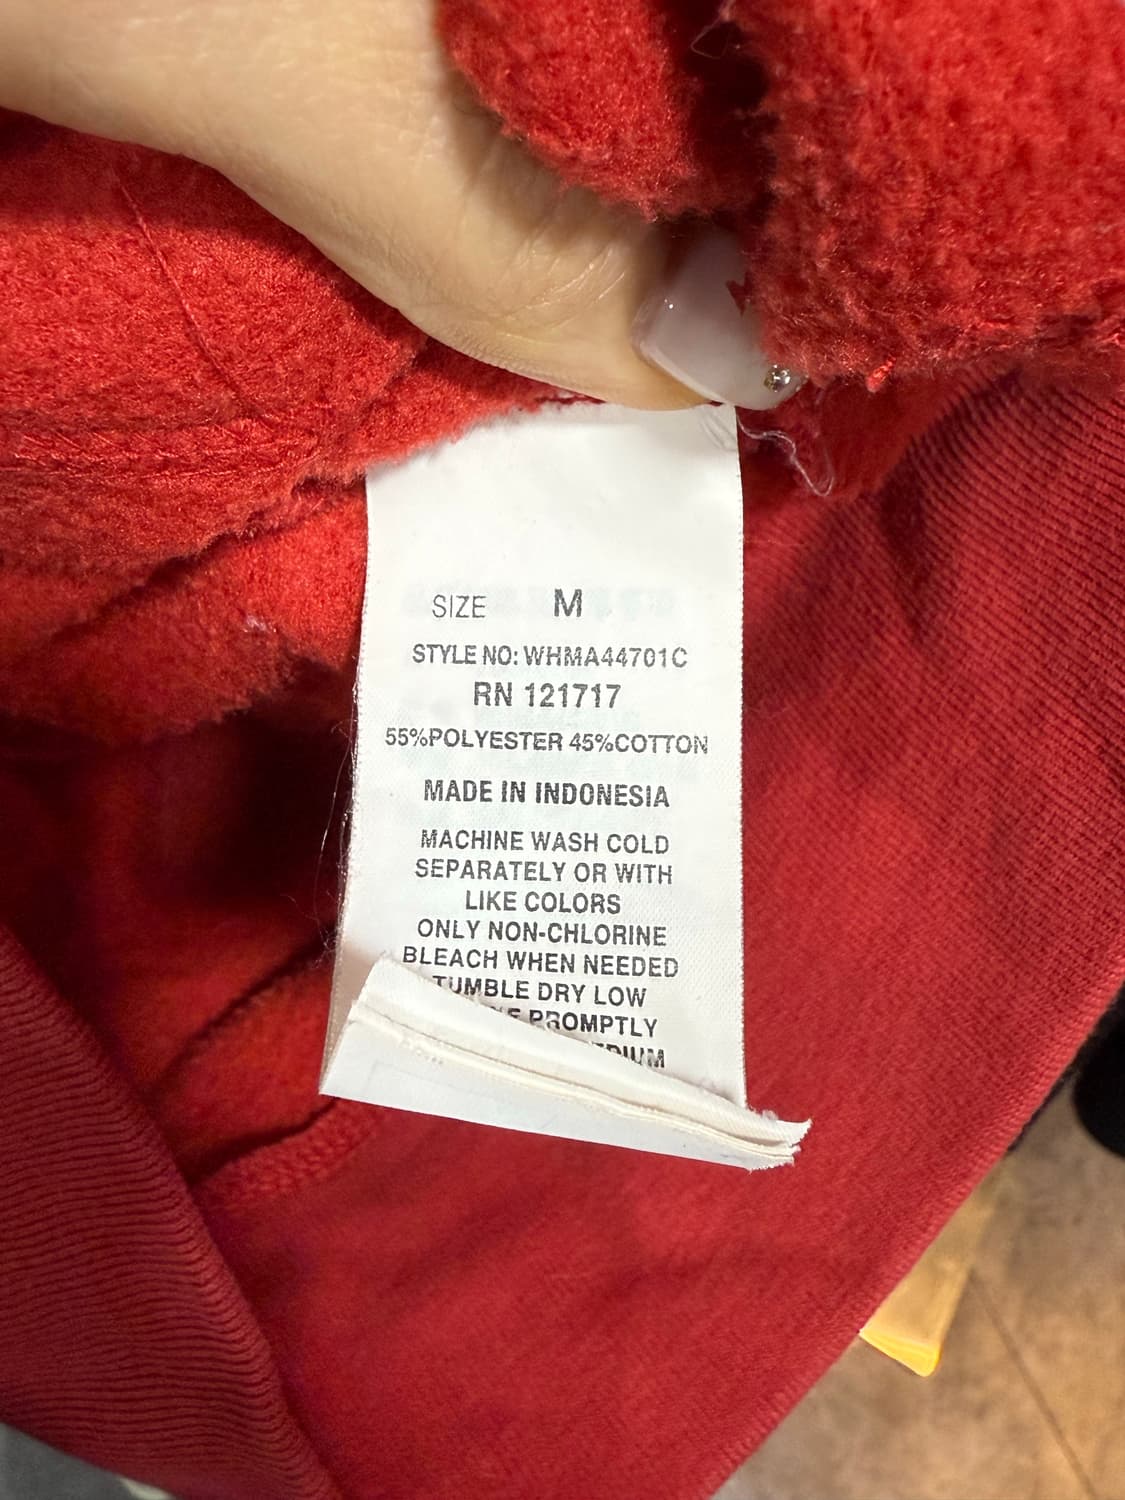 SIZE M
STYLE NO: WHMA44701C
RN 121717
55%POLYESTER 45%COTTON
MADE IN INDONESIA
MACHINE WASH COLD
SEPARATELY OR WITH
LIKE COLORS
ONLY NON-CHLORINE
BLEACH WHEN NEEDED
TUMBLE DRY LOW
PROMPTLY